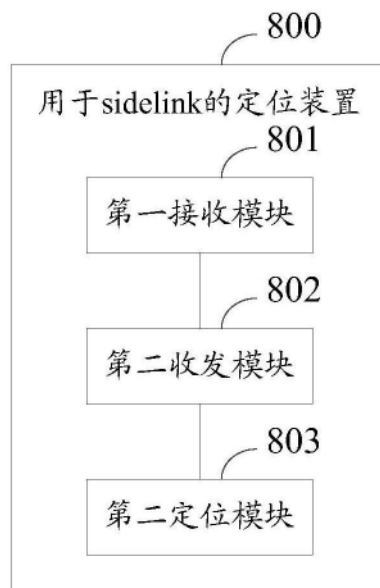 800
用于sidelink的定位装置
801
第一接收模块
802
第二收发模块
803
第二定位模块